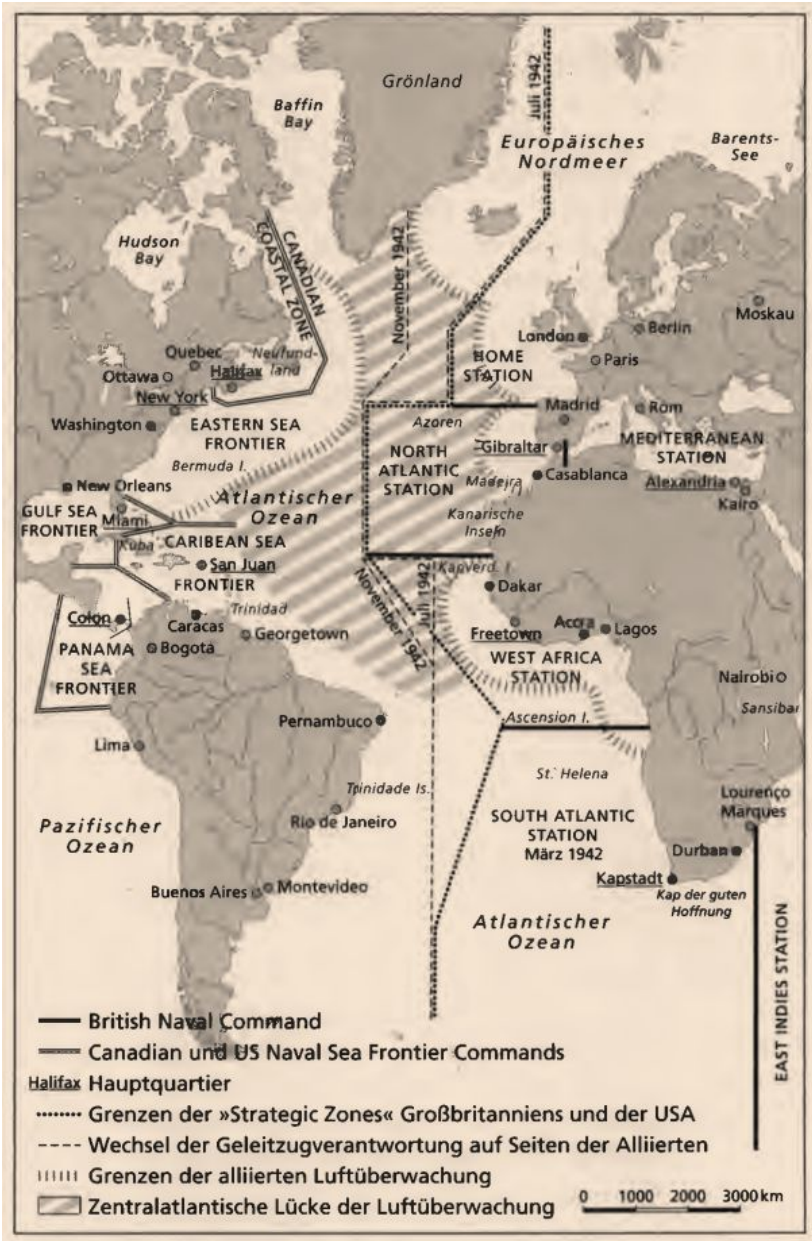 Grönland
Baffin
Bay
Juli 1942
Europäisches
Nordmeer
Barents-
See
Hudson
Bay
CANADIAN
COASTAL ZONE
November 1942
Moskau
London
Berlin
Paris
HOME
STATION
Quebec
Neufund-
land
Ottawa
Halifax
New York
Washington
EASTERN SEA
FRONTIER
Bermuda I.
Azoren
Madrid
Rom
NORTH
ATLANTIC
STATION
Gibraltar
MEDITERRANEAN
STATION
Madeira
Casablanca
Alexandria
Kairo
New Orleans
GULF SEA
FRONTIER
Miami
Atlantischer
Ozean
Kanarische
Inseln
Kuba
CARIBEAN SEA
FRONTIER
San Juan
Kapverd. I.
Dakar
November 1942
Juli 1942
Colón
Trinidad
Caracas
Georgetown
Bogotá
PANAMA
SEA
FRONTIER
Freetown
Accra
Lagos
WEST AFRICA
STATION
Nairobi
Sansibar
Pernambuco
Ascension I.
Lima
St. Helena
Trinidade Is.
Rio de Janeiro
Pazifischer
Ozean
SOUTH ATLANTIC
STATION
März 1942
Lourenço
Marques
Durban
Kapstadt
Kap der guten
Hoffnung
Buenos Aires
Montevideo
Atlantischer
Ozean
EAST INDIES STATION
British Naval Command
Canadian und US Naval Sea Frontier Commands
Halifax Hauptquartier
Grenzen der »Strategic Zones« Großbritanniens und der USA
Wechsel der Geleitzugverantwortung auf Seiten der Alliierten
Grenzen der alliierten Luftüberwachung
Zentralatlantische Lücke der Luftüberwachung
0 1000 2000 3000 km